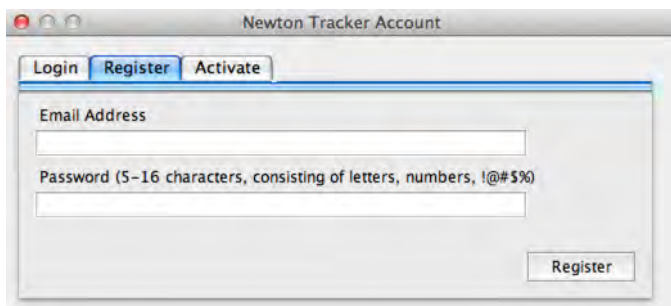 Newton Tracker Account
Login Register Activate
Email Address
Password (5-16 characters, consisting of letters, numbers, !@#$%)
Register